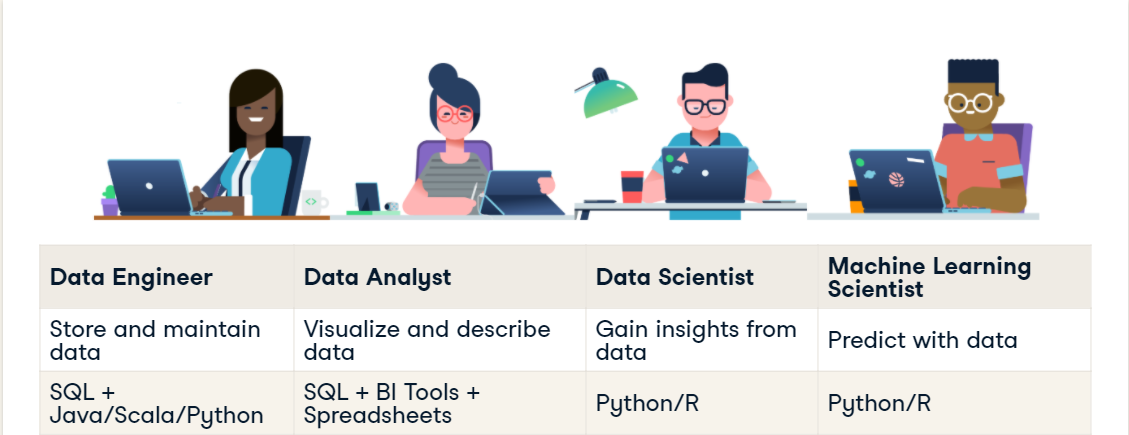 Data Engineer
Data Analyst
Data Scientist
Machine Learning
Scientist
Store and maintain
data
Visualize and describe
data
Gain insights from
data
Predict with data
SQL +
Java/Scala/Python
SQL + BI Tools +
Spreadsheets
Python/R
Python/R